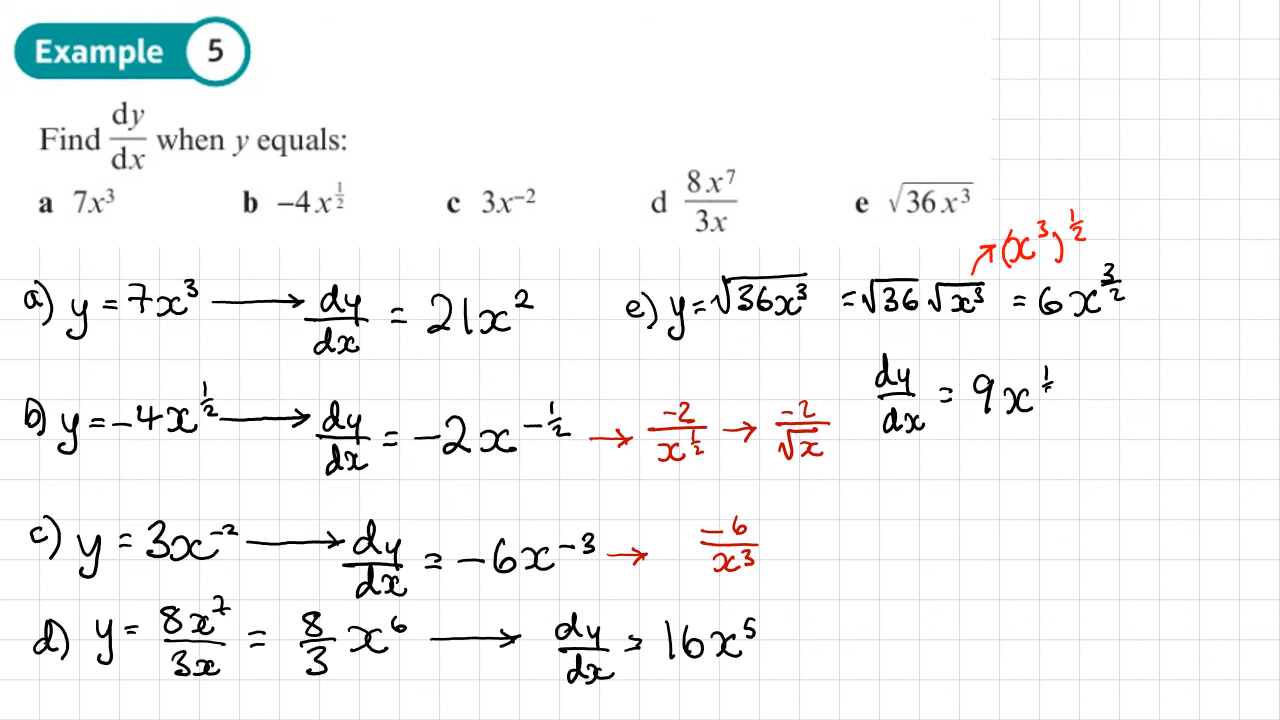 Example 5
Find dy/dx when y equals:
a 7x³ b −4x^½ c 3x⁻² d 8x⁷/3x e √36x³
a) y = 7x³ ⟶ dy/dx = 21x²
b) y = −4x^½ ⟶ dy/dx = −2x^−½ → −2/x^½ → −2/√x
c) y = 3x⁻² ⟶ dy/dx = −6x⁻³ → −6/x³
d) y = 8x⁷/3x = 8/3 x⁶ ⟶ dy/dx = 16x⁵
e) y = √36x³ = √36 √x³ = 6x^3/2
↗(x³)^½
dy/dx = 9x^1